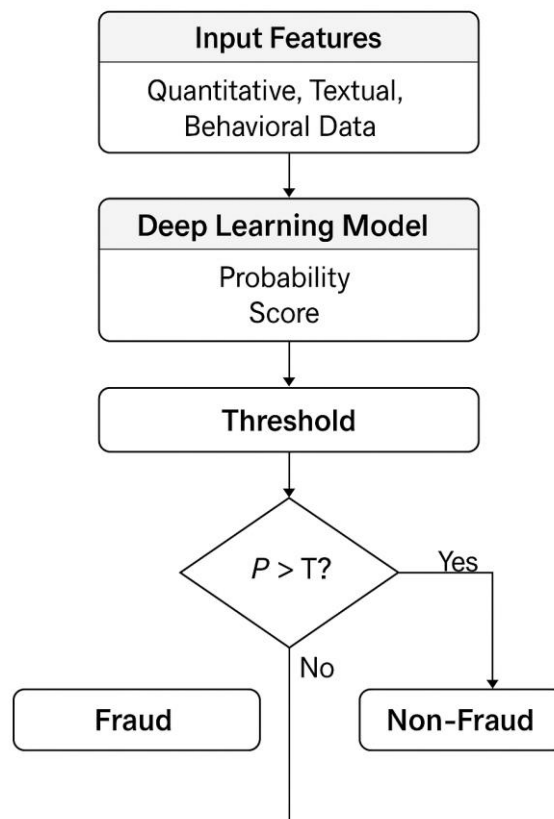 Input Features
Quantitative, Textual,
Behavioral Data
Deep Learning Model
Probability
Score
Threshold
P > T?
Yes
No
Fraud
Non-Fraud